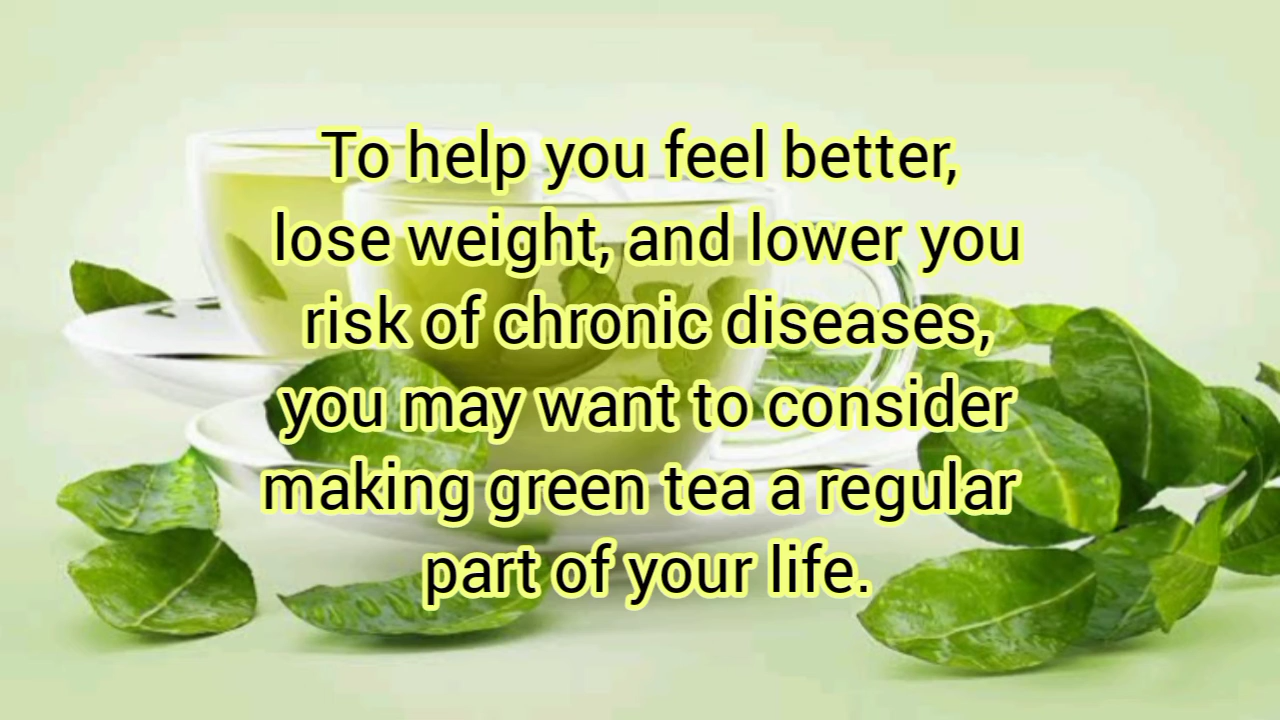 To help you feel better,
lose weight, and lower you
risk of chronic diseases,
you may want to consider
making green tea a regular
part of your life.